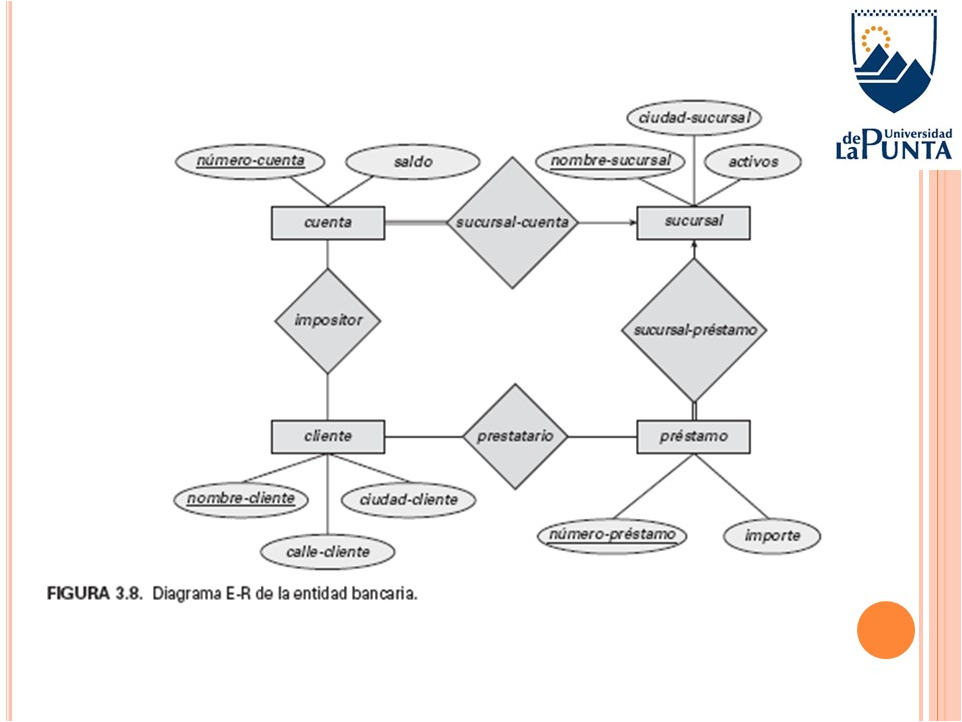 de Universidad
La PUNTA
ciudad-sucursal
número-cuenta
saldo
nombre-sucursal
activos
cuenta
sucursal-cuenta
sucursal
impositor
sucursal-préstamo
cliente
prestatario
préstamo
nombre-cliente
ciudad-cliente
calle-cliente
número-préstamo
importe
FIGURA 3.8. Diagrama E-R de la entidad bancaria.